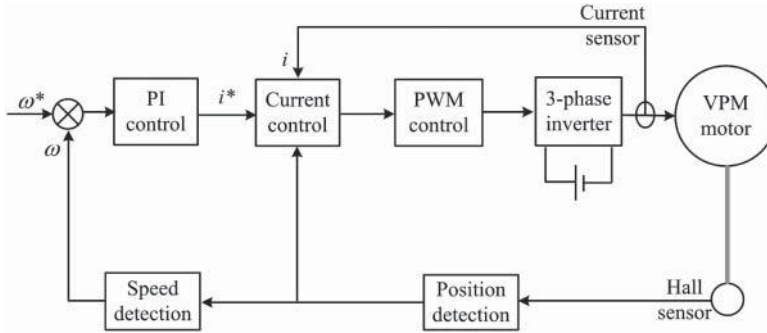 Current
sensor
i
ω*
PI
control
i*
Current
control
PWM
control
3-phase
inverter
VPM
motor
ω
Speed
detection
Position
detection
Hall
sensor